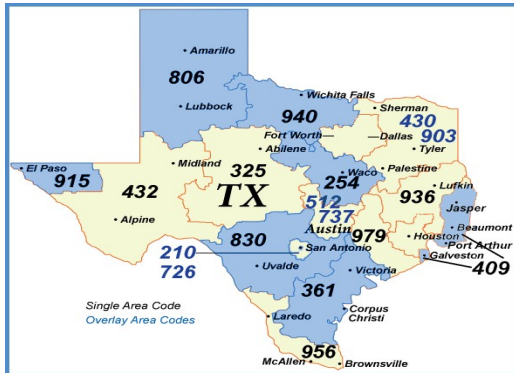 Amarillo
806
Lubbock
Wichita Falls
940
Sherman
430
903
Fort Worth
Dallas
Tyler
Abilene
Midland
325
TX
El Paso
915
432
Alpine
Waco
254
Palestine
Lufkin
936
Jasper
512
737
Austin
979
Houston
Beaumont
Port Arthur
Galveston
409
830
210
726
San Antonio
Uvalde
Victoria
361
Single Area Code
Overlay Area Codes
Laredo
Corpus
Christi
956
McAllen
Brownsville